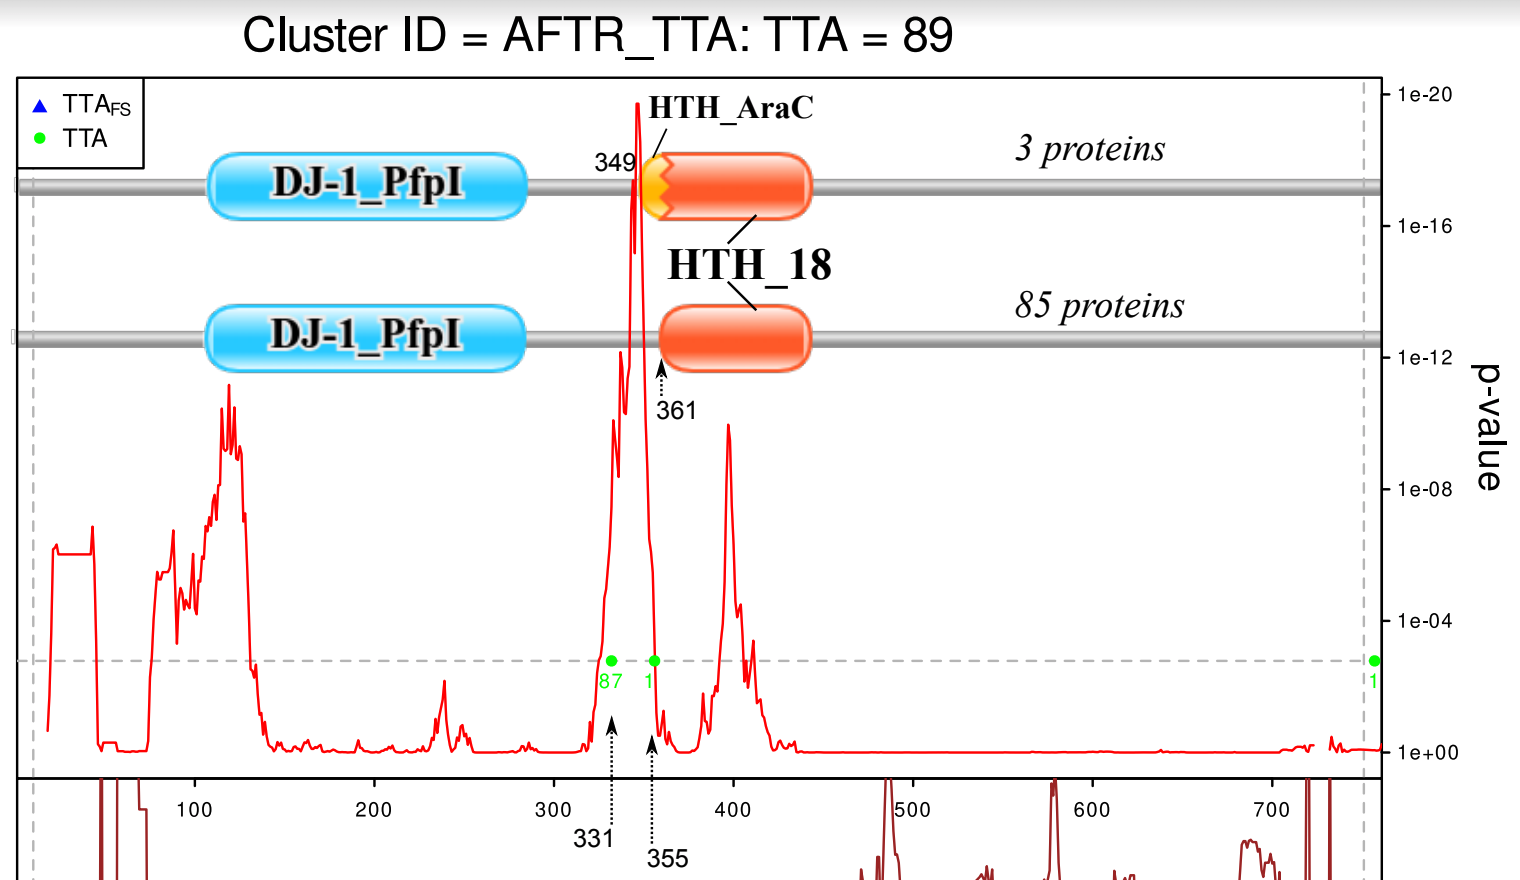 Cluster ID = AFTR_TTA: TTA = 89
TTAFS
TTA
HTH_AraC
349
3 proteins
DJ-1_PfpI
HTH_18
85 proteins
DJ-1_PfpI
361
87
1
1
1e-20
1e-16
1e-12
1e-08
1e-04
1e+00
p-value
100
200
300
400
500
600
700
331
355